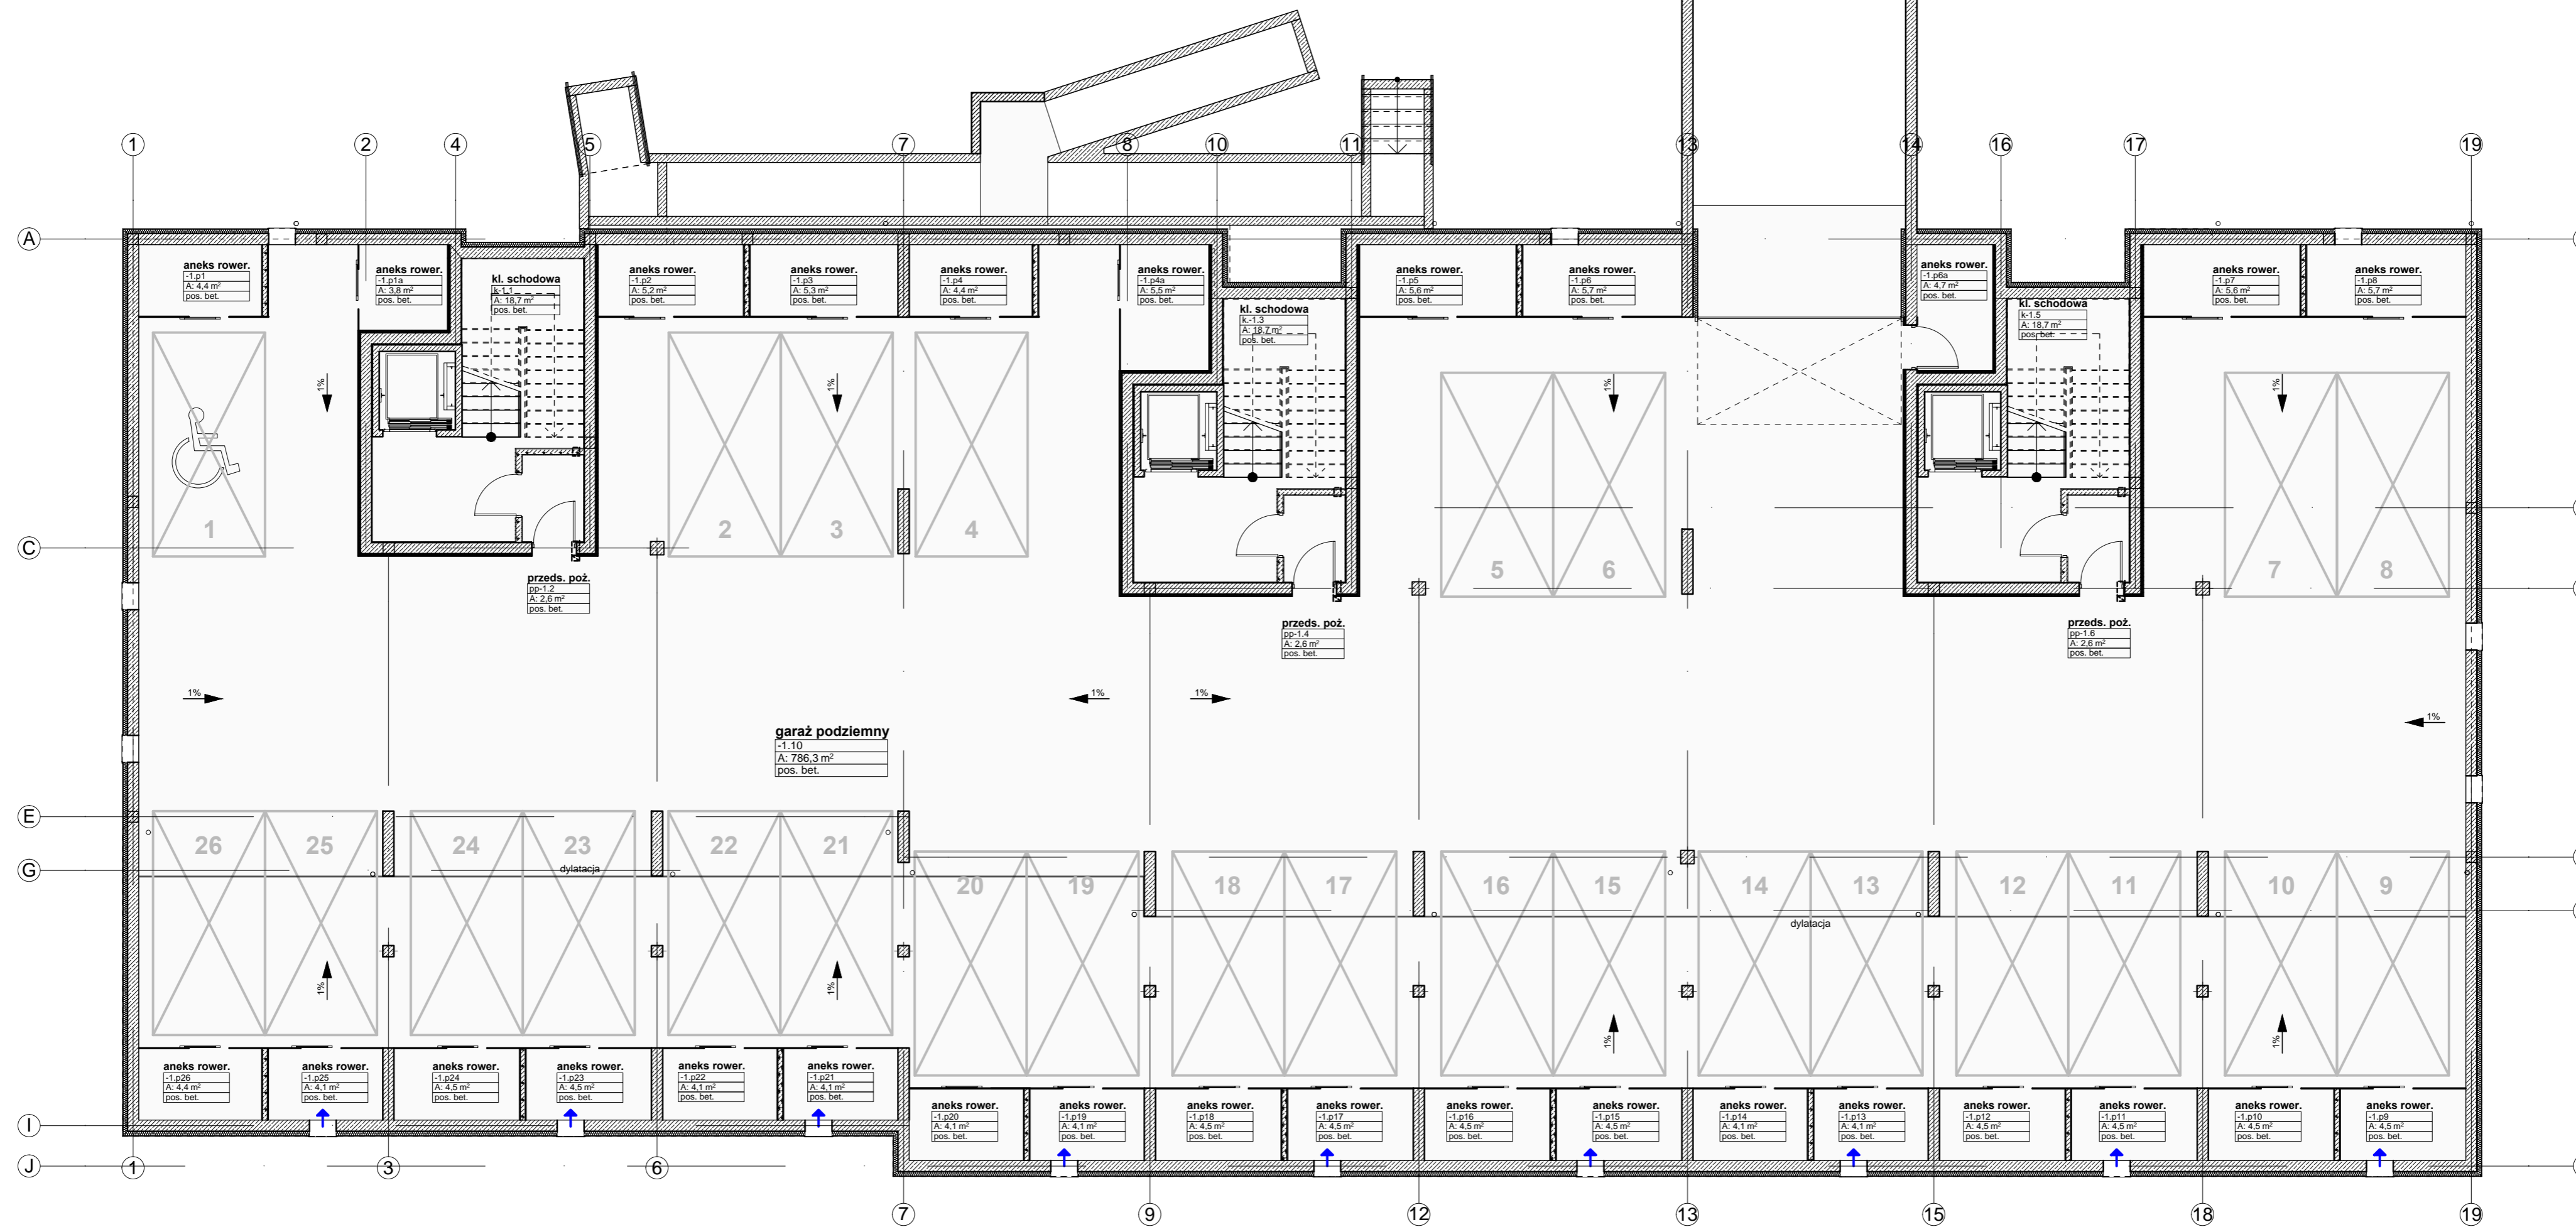 1
2
4
5
7
8
10
11
13
14
16
17
19
A
aneks rower.
-1.p1
A: 4,4 m²
pos. bet.
aneks rower.
-1.p1a
A: 3,8 m²
pos. bet.
kl. schodowa
k-1.1
A: 18,7 m²
pos. bet.
aneks rower.
-1.p2
A: 5,2 m²
pos. bet.
aneks rower.
-1.p3
A: 5,3 m²
pos. bet.
aneks rower.
-1.p4
A: 4,4 m²
pos. bet.
aneks rower.
-1.p4a
A: 5,5 m²
pos. bet.
kl. schodowa
k.-1.3
A: 18,7 m²
pos. bet.
aneks rower.
-1.p5
A: 5,6 m²
pos. bet.
aneks rower.
-1.p6
A: 5,7 m²
pos. bet.
aneks rower.
-1.p6a
A: 4,7 m²
pos. bet.
kl. schodowa
k-1.5
A: 18,7 m²
pos. bet.
aneks rower.
-1.p7
A: 5,6 m²
pos. bet.
aneks rower.
-1.p8
A: 5,7 m²
pos. bet.
1%
1%
1%
1%
1
2
3
4
5
6
7
8
C
przeds. poż.
pp-1.2
A: 2,6 m²
pos. bet.
przeds. poż.
pp-1.4
A: 2,6 m²
pos. bet.
przeds. poż.
pp-1.6
A: 2,6 m²
pos. bet.
1%
1%
1%
1%
garaż podziemny
-1.10
A: 786,3 m²
pos. bet.
E
26
25
24
23
22
21
20
19
18
17
16
15
14
13
12
11
10
9
G
dylatacja
dylatacja
1%
1%
1%
1%
aneks rower.
-1.p26
A: 4,4 m²
pos. bet.
aneks rower.
-1.p25
A: 4,1 m²
pos. bet.
aneks rower.
-1.p24
A: 4,5 m²
pos. bet.
aneks rower.
-1.p23
A: 4,5 m²
pos. bet.
aneks rower.
-1.p22
A: 4,1 m²
pos. bet.
aneks rower.
-1.p21
A: 4,1 m²
pos. bet.
aneks rower.
-1.p20
A: 4,1 m²
pos. bet.
aneks rower.
-1.p19
A: 4,1 m²
pos. bet.
aneks rower.
-1.p18
A: 4,5 m²
pos. bet.
aneks rower.
-1.p17
A: 4,5 m²
pos. bet.
aneks rower.
-1.p16
A: 4,5 m²
pos. bet.
aneks rower.
-1.p15
A: 4,5 m²
pos. bet.
aneks rower.
-1.p14
A: 4,1 m²
pos. bet.
aneks rower.
-1.p13
A: 4,1 m²
pos. bet.
aneks rower.
-1.p12
A: 4,5 m²
pos. bet.
aneks rower.
-1.p11
A: 4,5 m²
pos. bet.
aneks rower.
-1.p10
A: 4,5 m²
pos. bet.
aneks rower.
-1.p9
A: 4,5 m²
pos. bet.
I
J
1
3
6
7
9
12
13
15
18
19